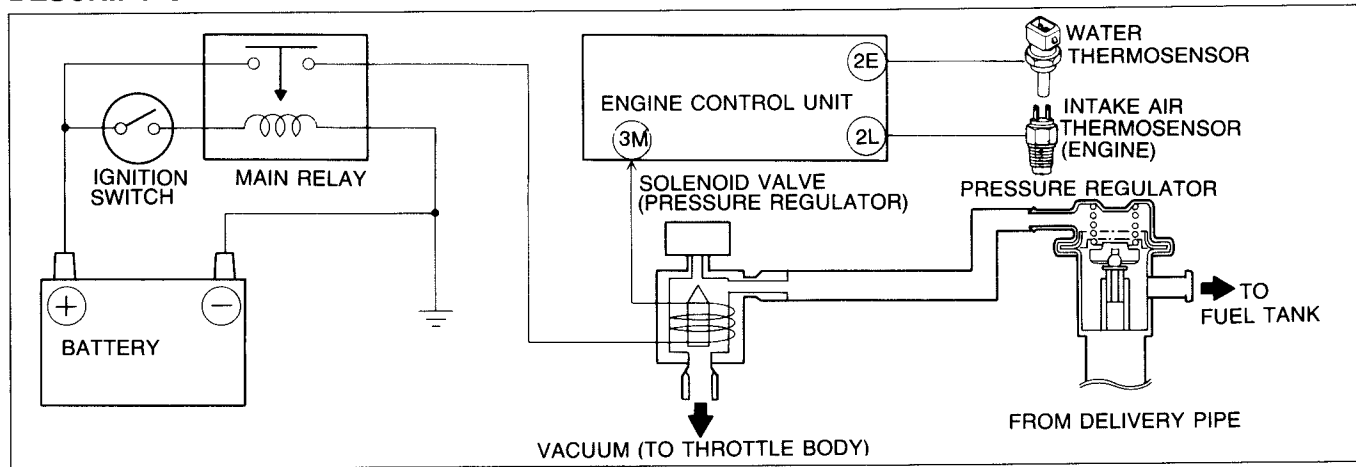 WATER
THERMOSENSOR
2E
ENGINE CONTROL UNIT
INTAKE AIR
THERMOSENSOR
(ENGINE)
3M
2L
IGNITION
SWITCH
MAIN RELAY
SOLENOID VALVE
(PRESSURE REGULATOR)
PRESSURE REGULATOR
+
−
BATTERY
TO
FUEL TANK
FROM DELIVERY PIPE
VACUUM (TO THROTTLE BODY)